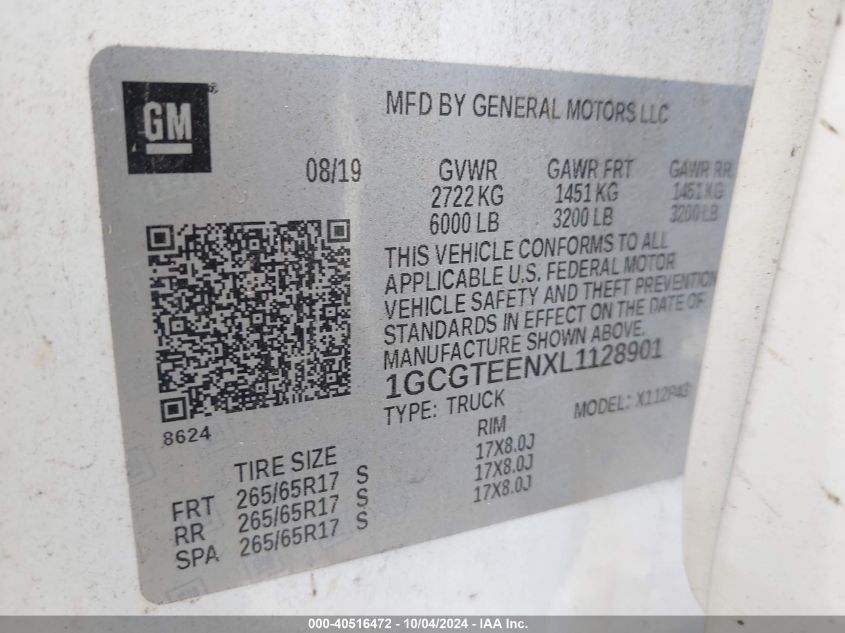 GM
MFD BY GENERAL MOTORS LLC
08/19 GVWR GAWR FRT GAWR RR
2722 KG 1451 KG 1451 KG
6000 LB 3200 LB 3200 LB
THIS VEHICLE CONFORMS TO ALL
APPLICABLE U.S. FEDERAL MOTOR
VEHICLE SAFETY AND THEFT PREVENTION
STANDARDS IN EFFECT ON THE DATE OF
MANUFACTURE SHOWN ABOVE.
1GCGTEENXL1128901
TYPE: TRUCK MODEL: X112P43
8624
TIRE SIZE RIM
FRT 265/65R17 S 17X8.0J
RR 265/65R17 S 17X8.0J
SPA 265/65R17 S 17X8.0J
000-40516472 - 10/04/2024 - IAA Inc.